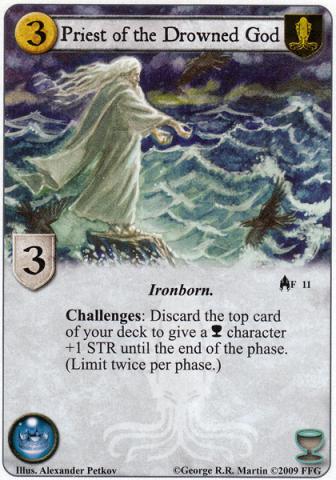 3 Priest of the Drowned God
3
Ironborn.
F 11
Challenges: Discard the top card
of your deck to give a character
+1 STR until the end of the phase.
(Limit twice per phase.)
Illus. Alexander Petkov ©George R.R. Martin ©2009 FFG